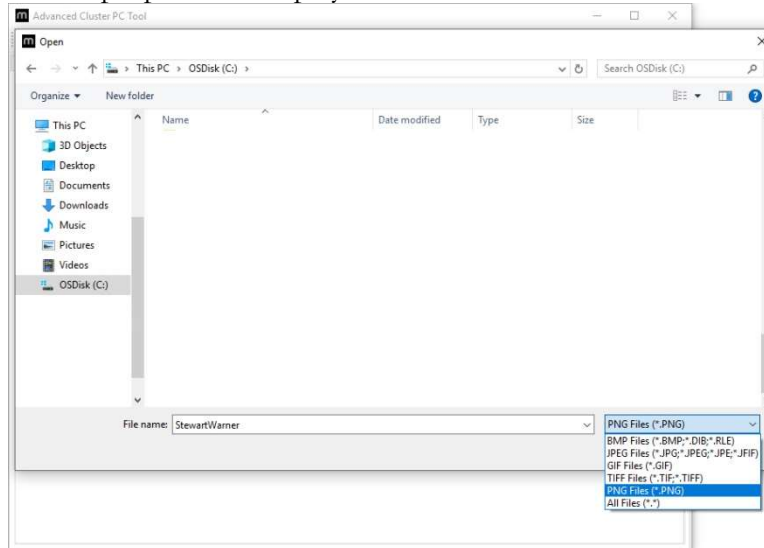 Advanced Cluster PC Tool
Open
This PC > OSDisk (C:) >
Search OSDisk (C:)
Organize
New folder
Name
Date modified
Type
Size
This PC
3D Objects
Desktop
Documents
Downloads
Music
Pictures
Videos
OSDisk (C:)
File name:
StewartWarner
PNG Files (*.PNG)
BMP Files (*.BMP;*.DIB;*.RLE)
JPEG Files (*.JPG;*.JPEG;*.JPE;*.JFIF)
GIF Files (*.GIF)
TIFF Files (*.TIF;*.TIFF)
PNG Files (*.PNG)
All Files (*.*)